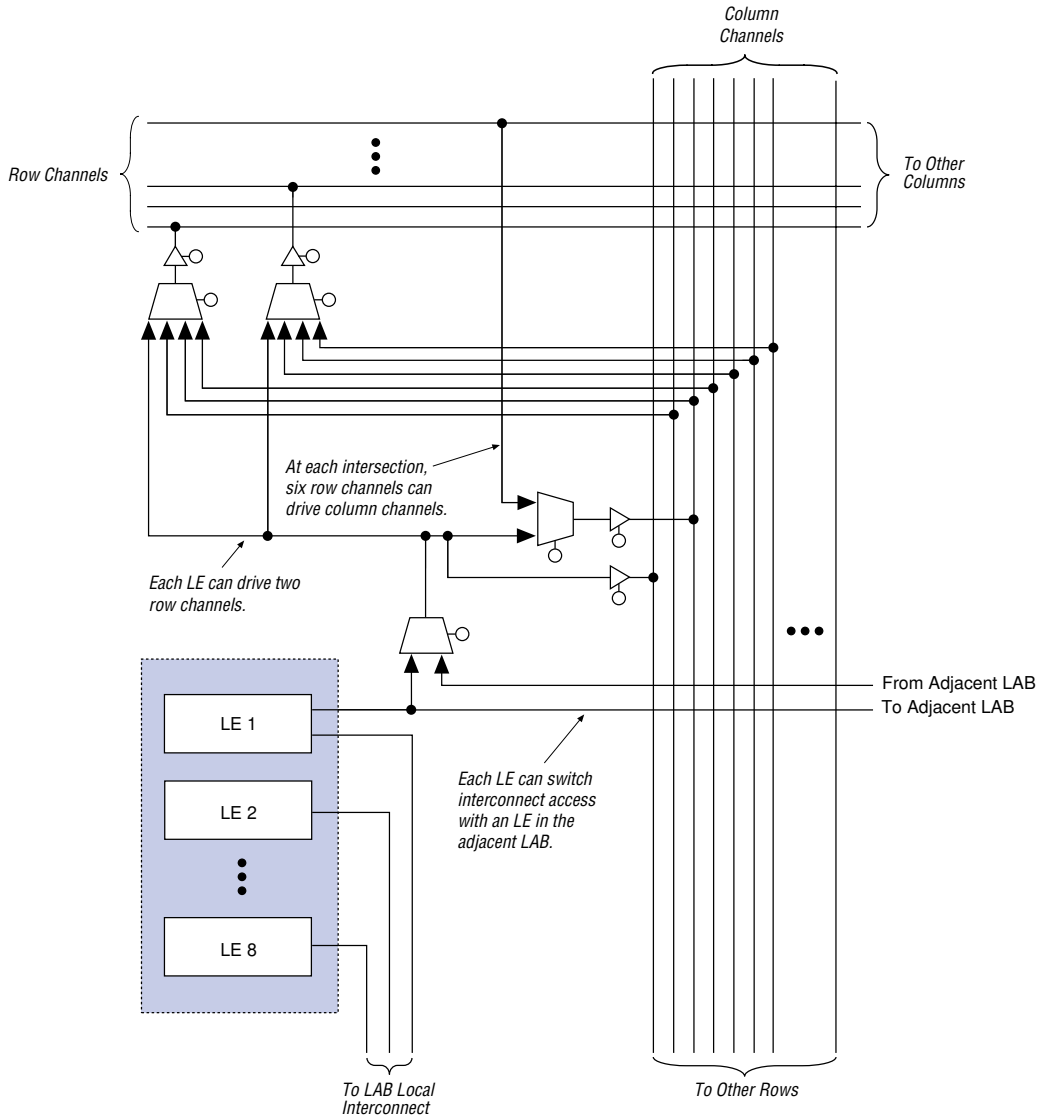 Column
Channels
Row Channels
To Other
Columns
At each intersection,
six row channels can
drive column channels.
Each LE can drive two
row channels.
From Adjacent LAB
To Adjacent LAB
LE 1
Each LE can switch
interconnect access
with an LE in the
adjacent LAB.
LE 2
LE 8
To LAB Local
Interconnect
To Other Rows